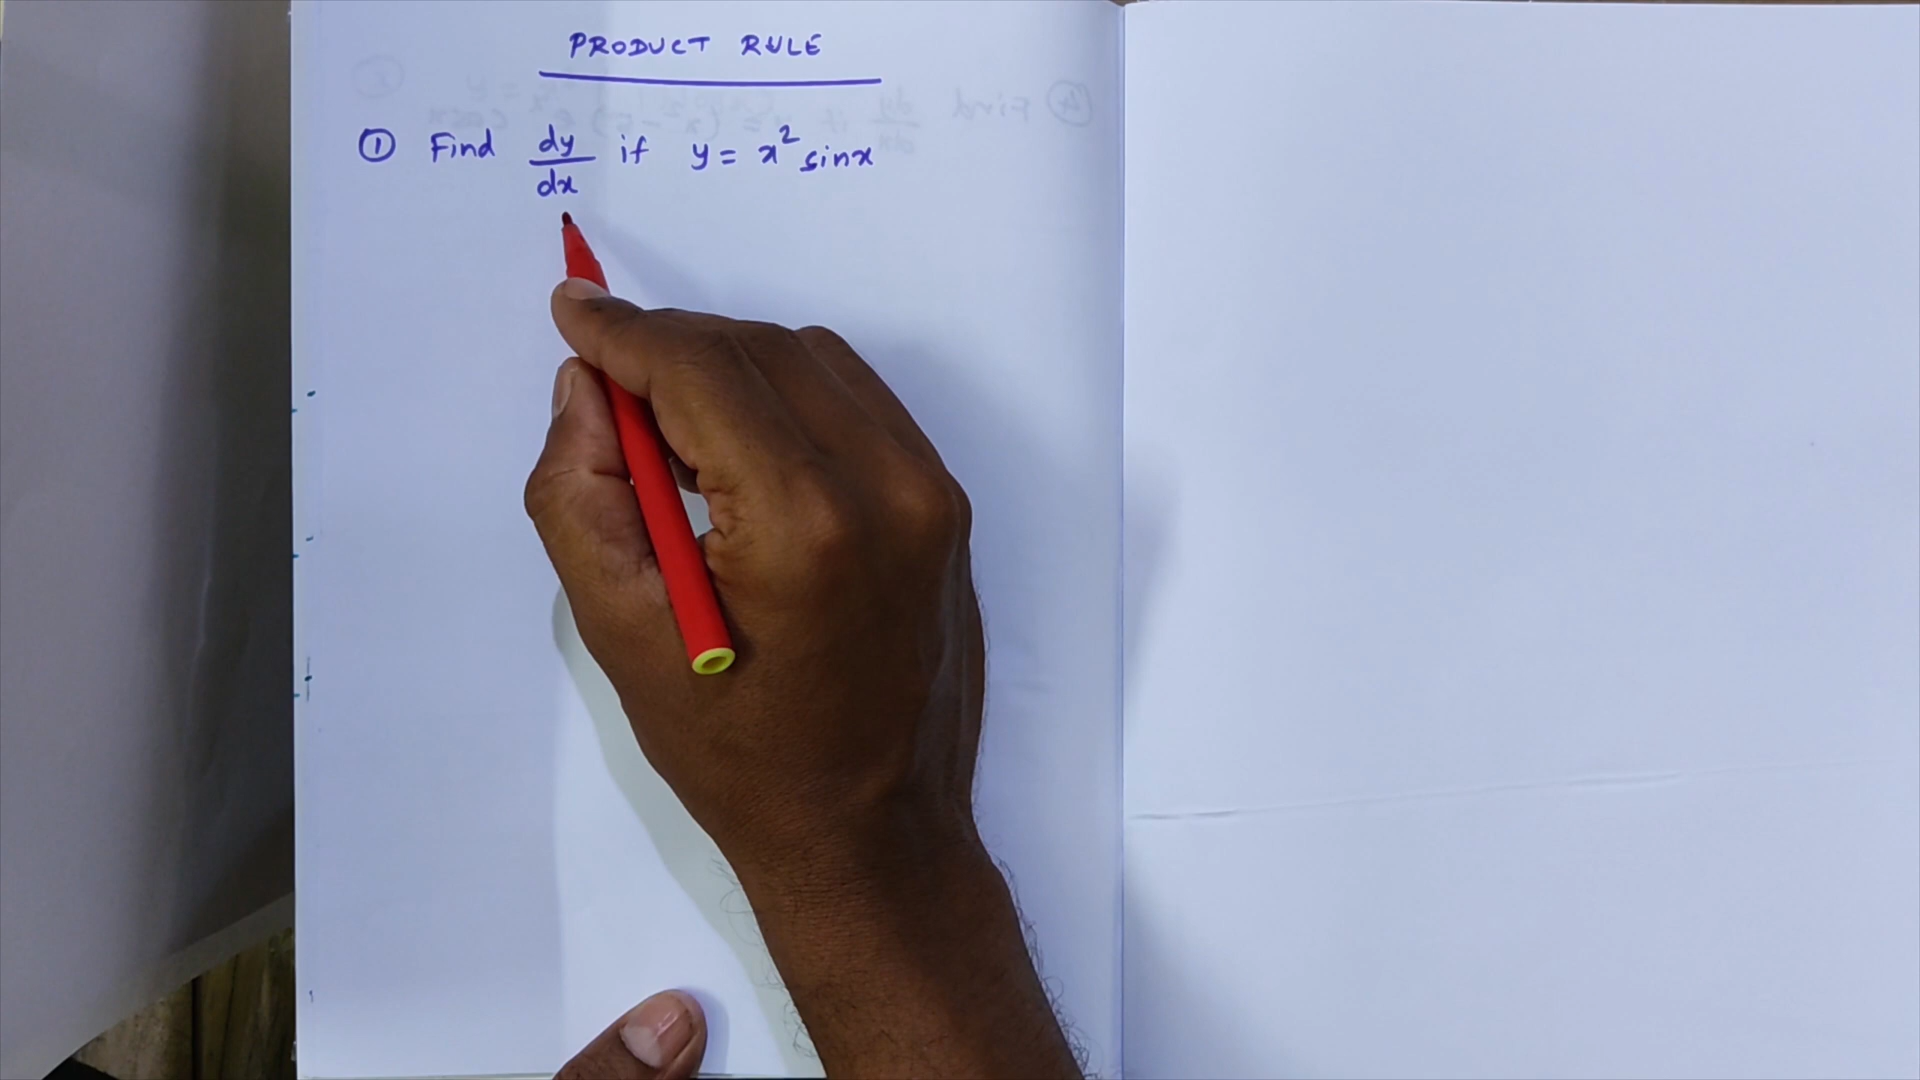 PRODUCT RULE
① Find dy/dx if y = x² sinx